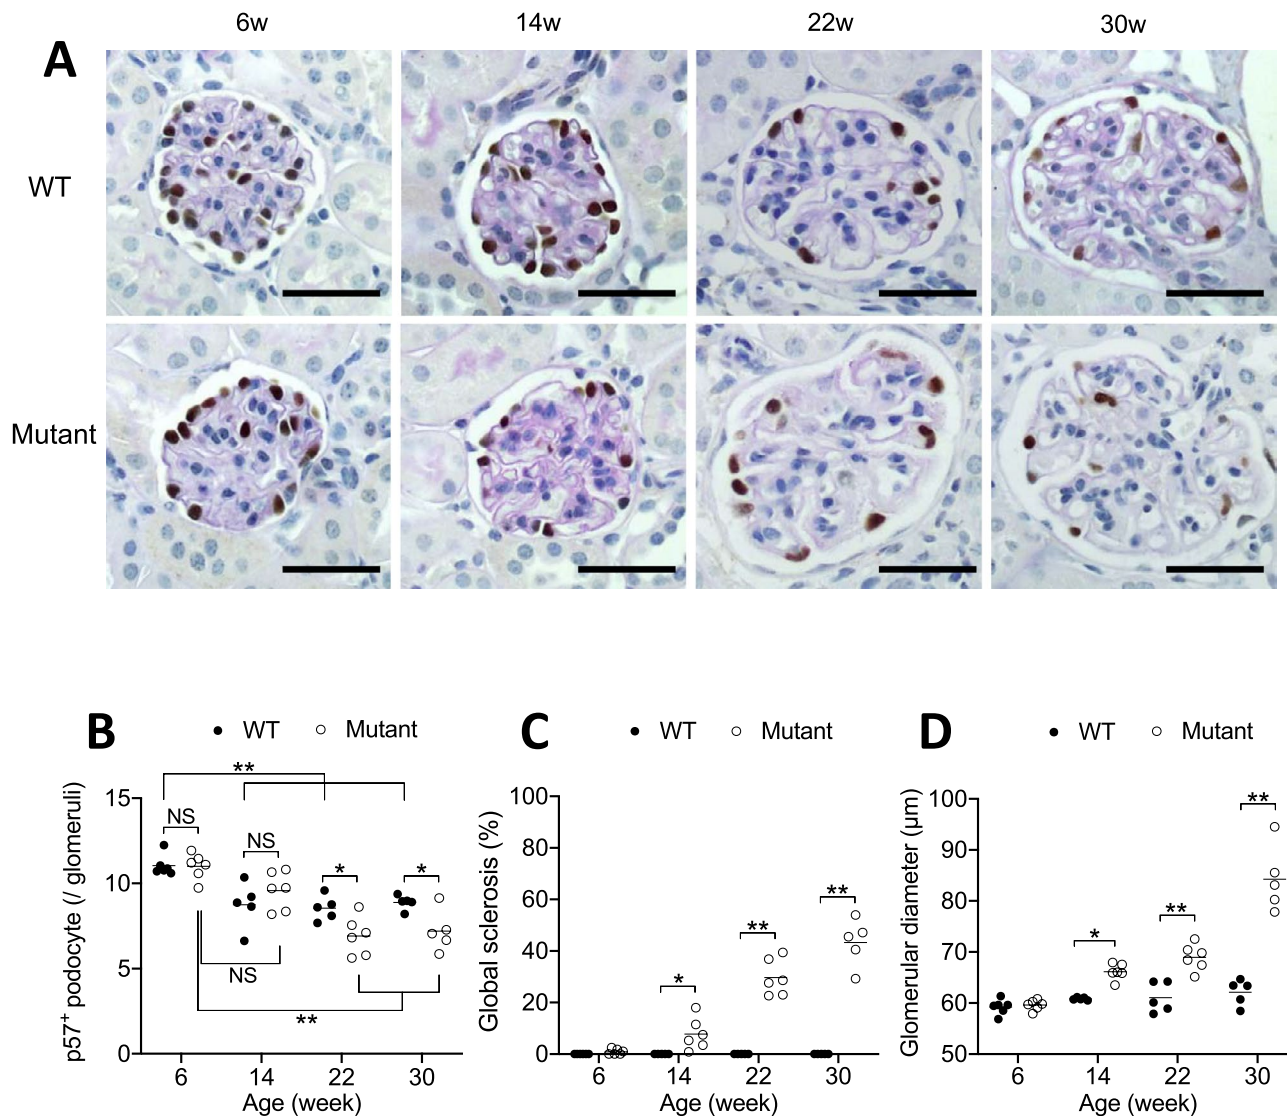 6w 14w 22w 30w
A
WT
Mutant
B
WT Mutant
p57+ podocyte (/ glomeruli)
15
10
5
0
**
NS
NS
*
*
NS
**
6 14 22 30
Age (week)
C
WT Mutant
Global sclerosis (%)
100
80
60
40
20
0
*
**
**
6 14 22 30
Age (week)
D
WT Mutant
Glomerular diameter (μm)
100
90
80
70
60
50
*
**
**
6 14 22 30
Age (week)